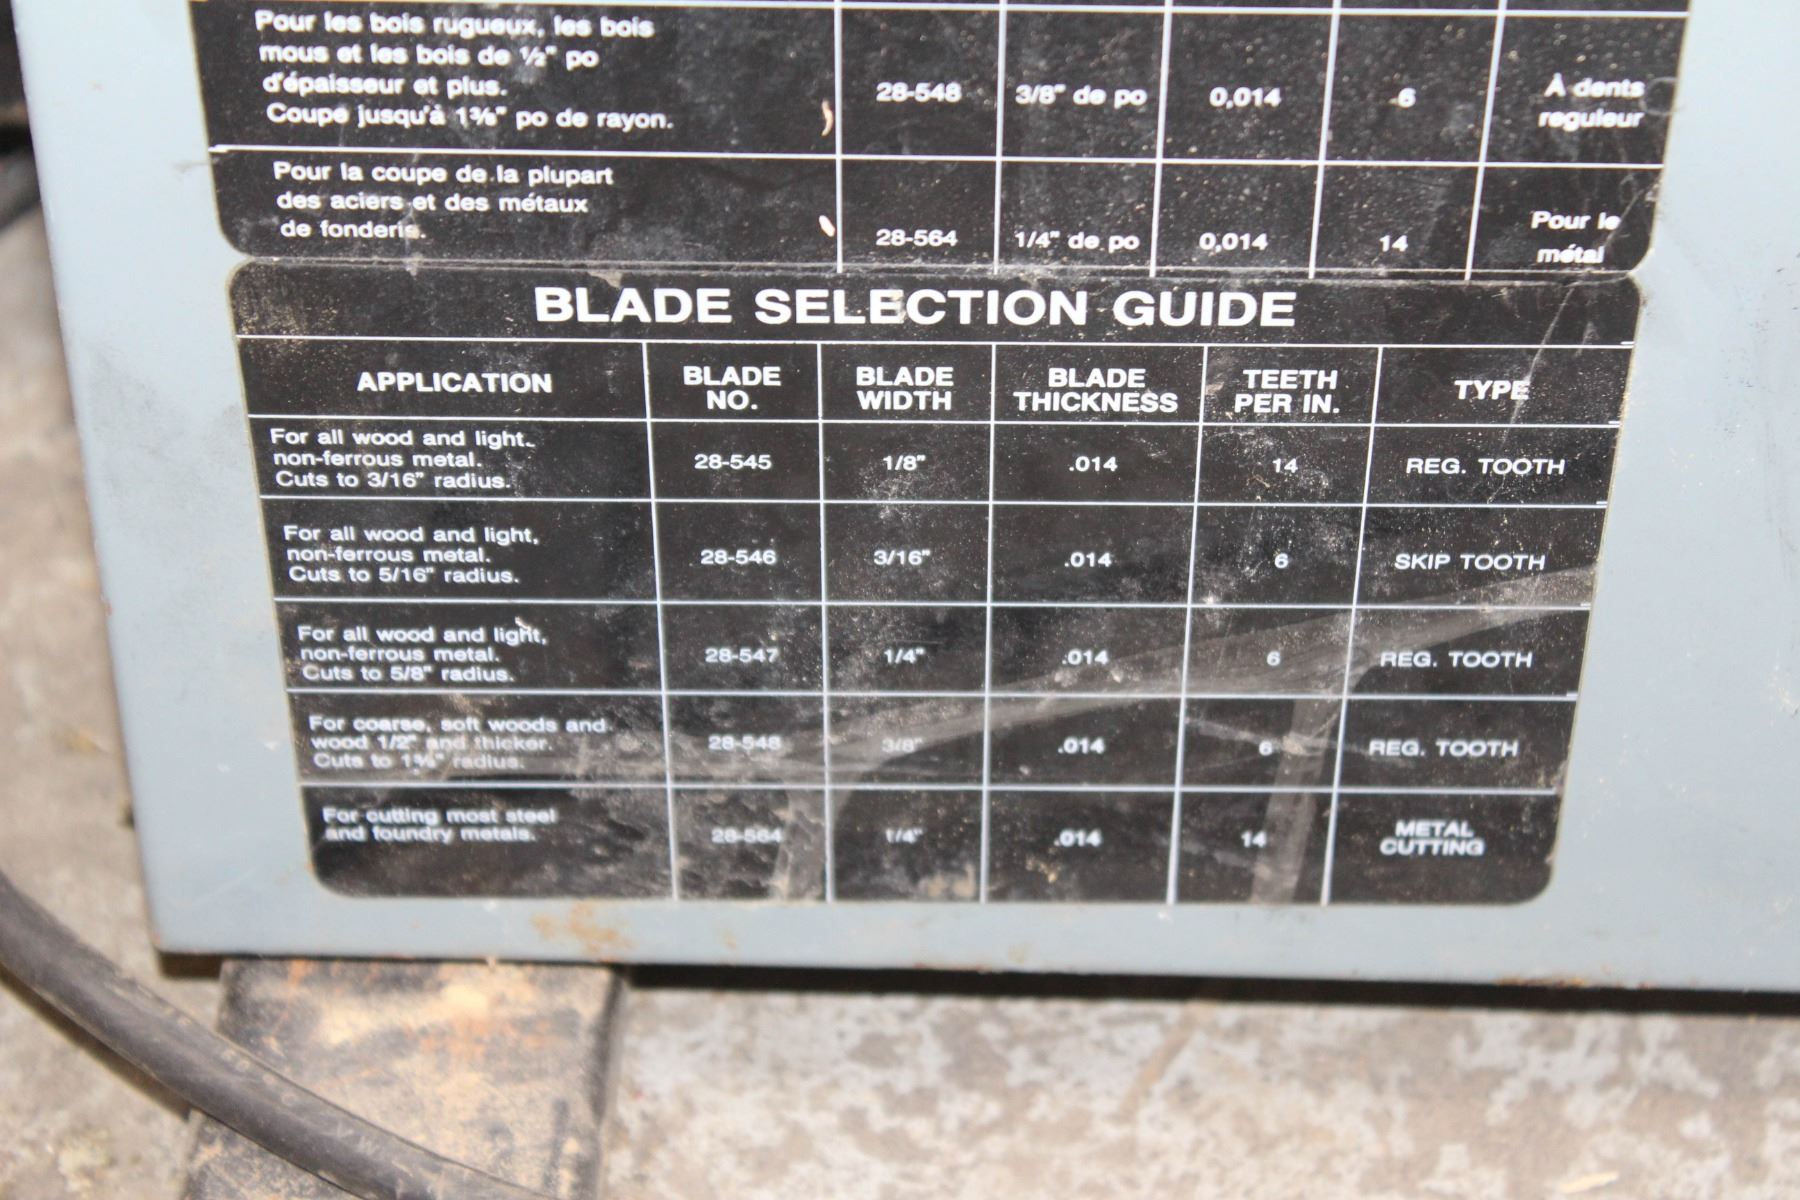 Pour les bois rugueux, les bois
mous et les bois de ½" po
d'épaisseur et plus.
Coupe jusqu'à 1⅜" po de rayon.
28-548
3/8" de po
0,014
6
À dents
reguleur
Pour la coupe de la plupart
des aciers et des métaux
de fonderie.
28-564
1/4" de po
0,014
14
Pour le
métal
BLADE SELECTION GUIDE
APPLICATION
BLADE
NO.
BLADE
WIDTH
BLADE
THICKNESS
TEETH
PER IN.
TYPE
For all wood and light.
non-ferrous metal.
Cuts to 3/16" radius.
28-545
1/8"
.014
14
REG. TOOTH
For all wood and light,
non-ferrous metal.
Cuts to 5/16" radius.
28-546
3/16"
.014
6
SKIP TOOTH
For all wood and light,
non-ferrous metal.
Cuts to 5/8" radius.
28-547
1/4"
.014
6
REG. TOOTH
For coarse, soft woods and
wood 1/2" and thicker.
Cuts to 1⅜" radius.
28-548
3/8"
.014
6
REG. TOOTH
For cutting most steel
and foundry metals.
28-564
1/4"
.014
14
METAL
CUTTING